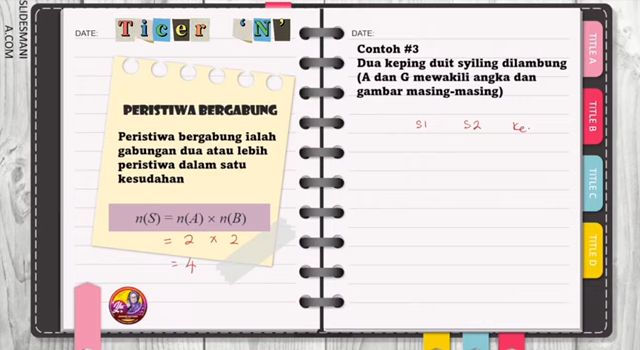 SLIDESMANI
A.COM
DATE:
Ticer 'N'
PERISTIWA BERGABUNG
Peristiwa bergabung ialah
gabungan dua atau lebih
peristiwa dalam satu
kesudahan
n(S) = n(A) × n(B)
= 2 × 2
= 4
DATE:
Contoh #3
Dua keping duit syiling dilambung
(A dan G mewakili angka dan
gambar masing-masing)
S1 S2 Ke.
TITLE A
TITLE B
TITLE C
TITLE D